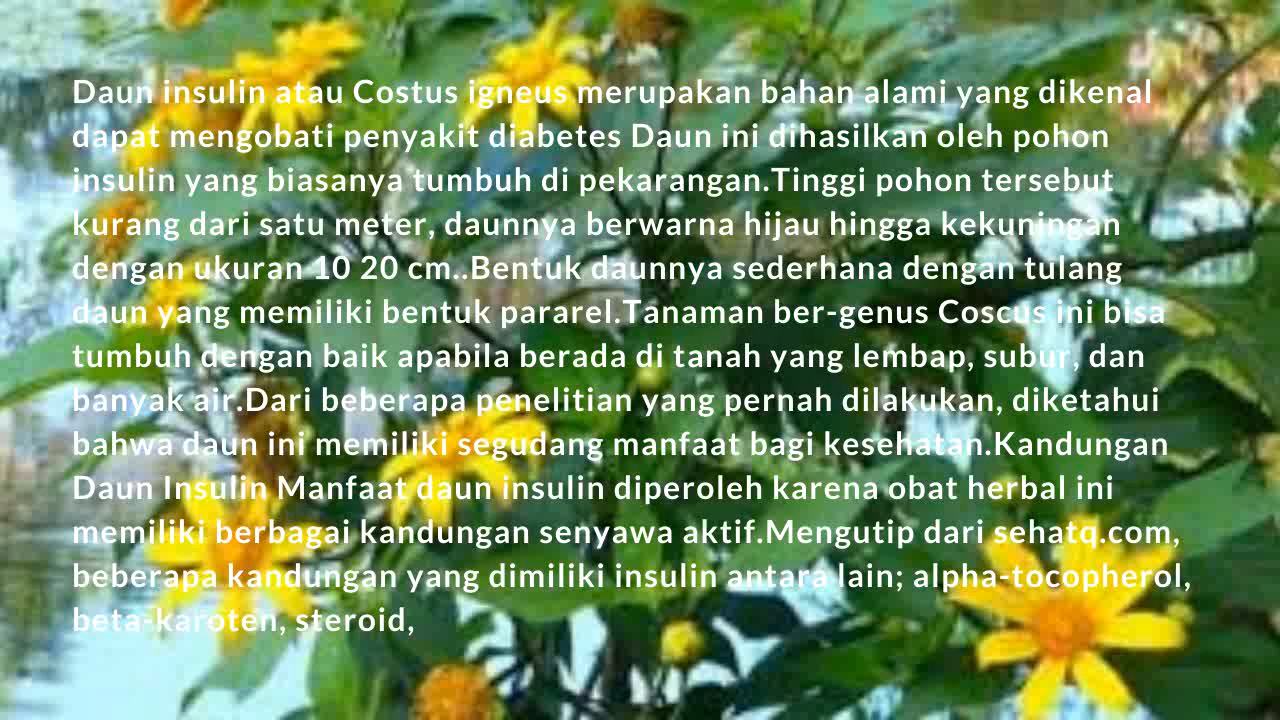 Daun insulin atau Costus igneus merupakan bahan alami yang dikenal
dapat mengobati penyakit diabetes Daun ini dihasilkan oleh pohon
insulin yang biasanya tumbuh di pekarangan.Tinggi pohon tersebut
kurang dari satu meter, daunnya berwarna hijau hingga kekuningan
dengan ukuran 10 20 cm..Bentuk daunnya sederhana dengan tulang
daun yang memiliki bentuk pararel.Tanaman ber-genus Coscus ini bisa
tumbuh dengan baik apabila berada di tanah yang lembap, subur, dan
banyak air.Dari beberapa penelitian yang pernah dilakukan, diketahui
bahwa daun ini memiliki segudang manfaat bagi kesehatan.Kandungan
Daun Insulin Manfaat daun insulin diperoleh karena obat herbal ini
memiliki berbagai kandungan senyawa aktif.Mengutip dari sehatq.com,
beberapa kandungan yang dimiliki insulin antara lain; alpha-tocopherol,
beta-karoten, steroid,